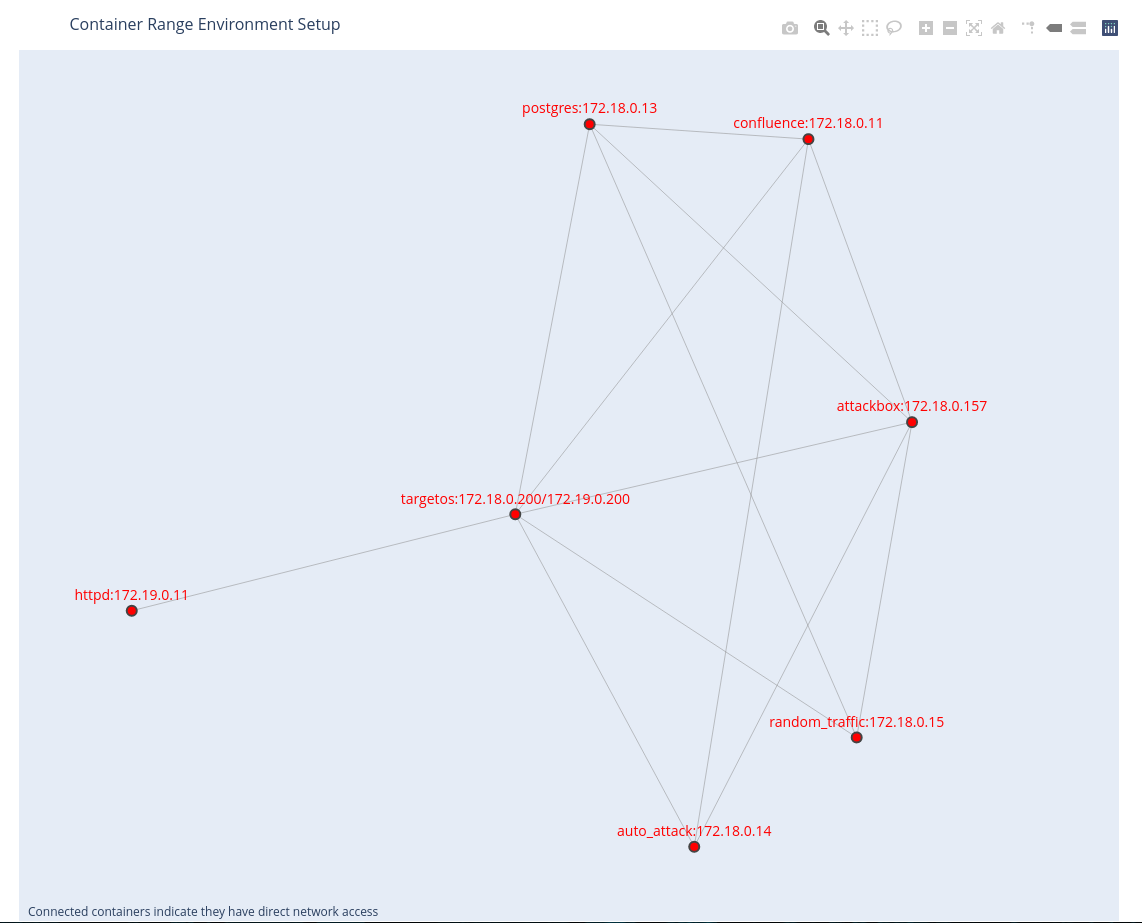 Container Range Environment Setup
postgres:172.18.0.13
confluence:172.18.0.11
attackbox:172.18.0.157
targetos:172.18.0.200/172.19.0.200
httpd:172.19.0.11
random_traffic:172.18.0.15
auto_attack:172.18.0.14
Connected containers indicate they have direct network access